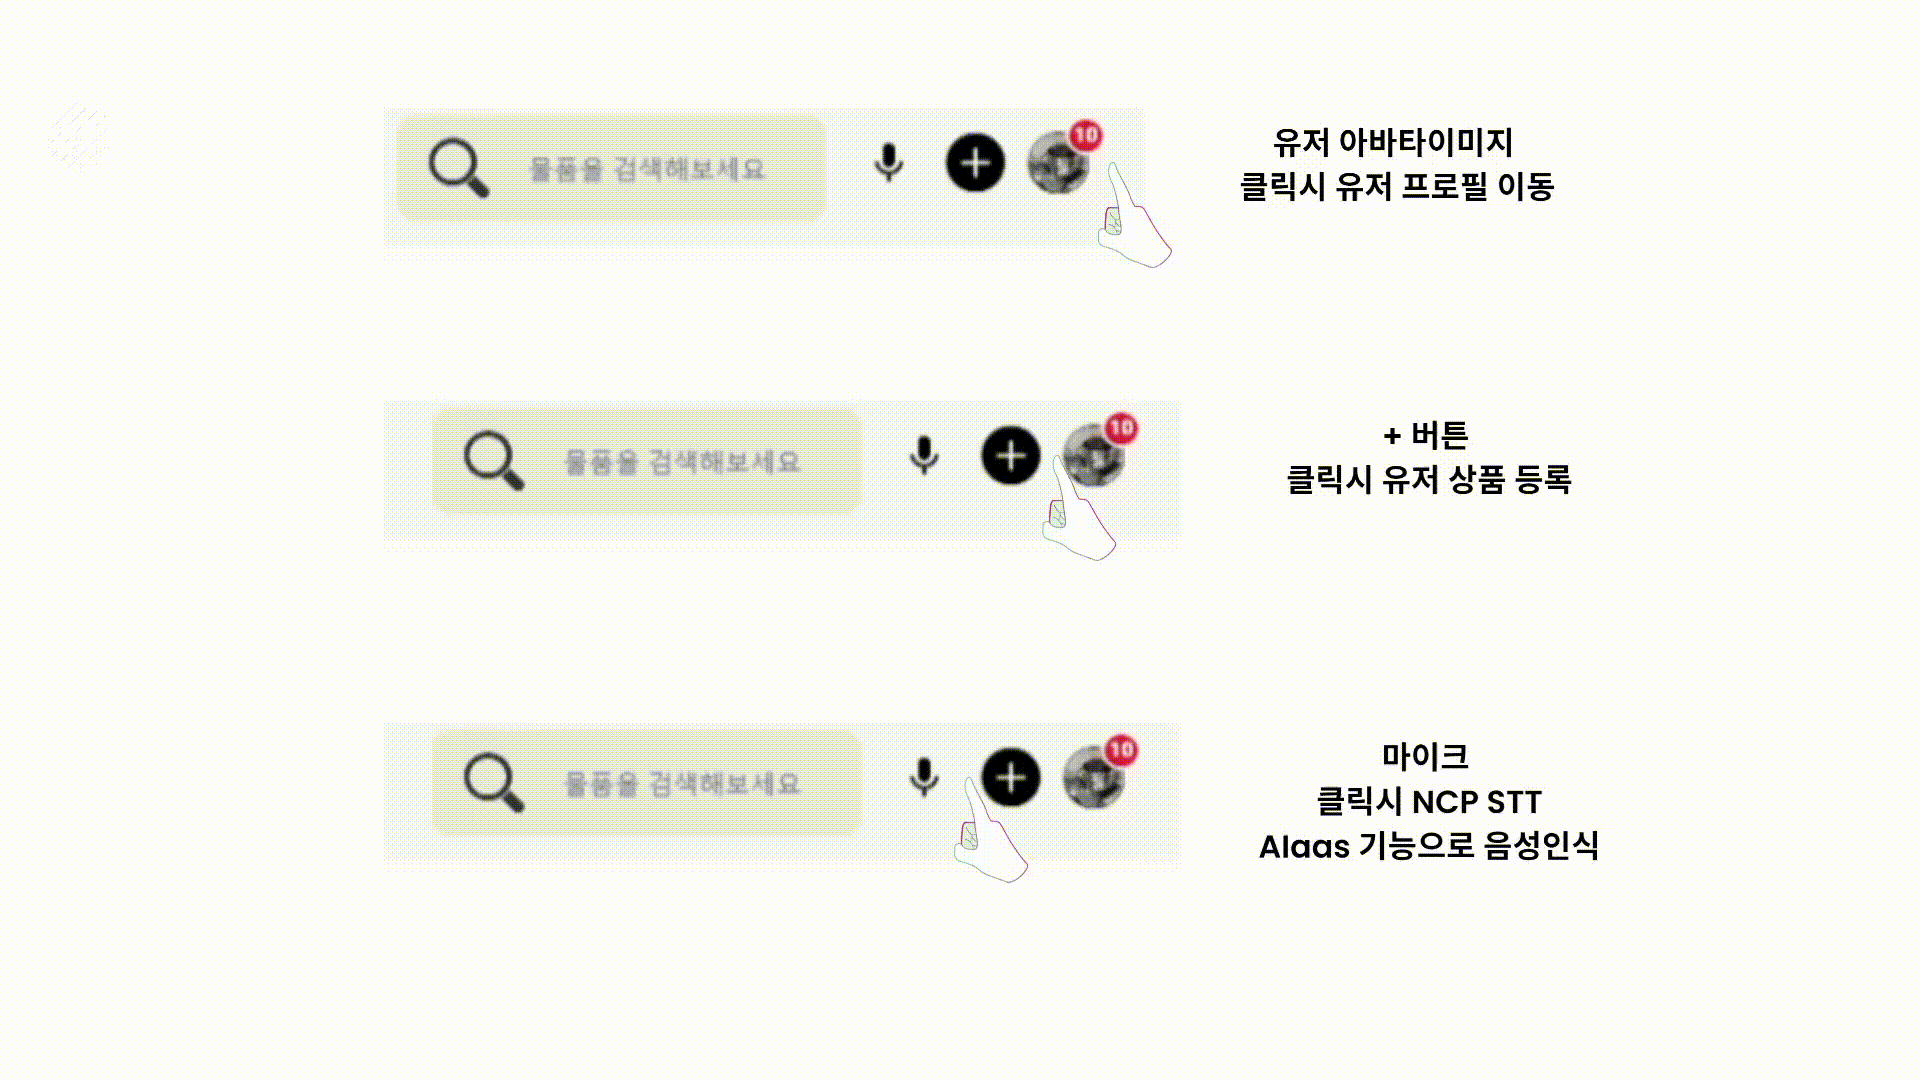 물품을 검색해보세요
10
유저 아바타이미지
클릭시 유저 프로필 이동
물품을 검색해보세요
10
+ 버튼
클릭시 유저 상품 등록
물품을 검색해보세요
10
마이크
클릭시 NCP STT
AIaas 기능으로 음성인식